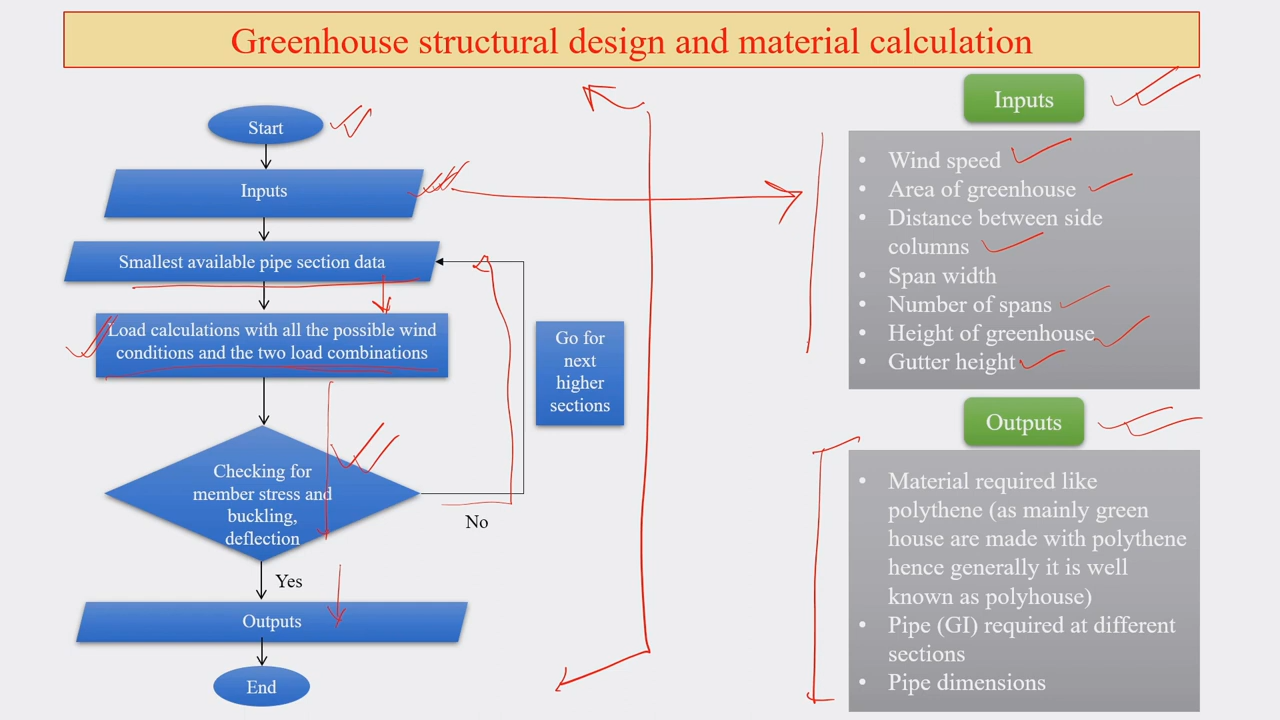 Greenhouse structural design and material calculation
Start
Inputs
Smallest available pipe section data
Load calculations with all the possible wind
conditions and the two load combinations
Checking for
member stress and
buckling,
deflection
No
Go for
next
higher
sections
Yes
Outputs
End
Inputs
• Wind speed
• Area of greenhouse
• Distance between side
columns
• Span width
• Number of spans
• Height of greenhouse
• Gutter height
Outputs
• Material required like
polythene (as mainly green
house are made with polythene
hence generally it is well
known as polyhouse)
• Pipe (GI) required at different
sections
• Pipe dimensions